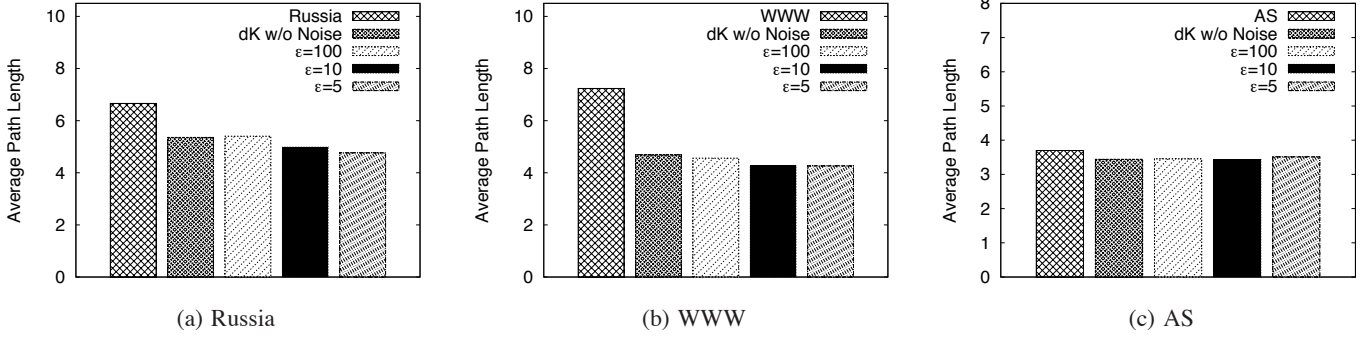 Average Path Length
10
8
6
4
2
0
Russia
dK w/o Noise
ε=100
ε=10
ε=5
(a) Russia
Average Path Length
10
8
6
4
2
0
WWW
dK w/o Noise
ε=100
ε=10
ε=5
(b) WWW
Average Path Length
8
7
6
5
4
3
2
1
0
AS
dK w/o Noise
ε=100
ε=10
ε=5
(c) AS